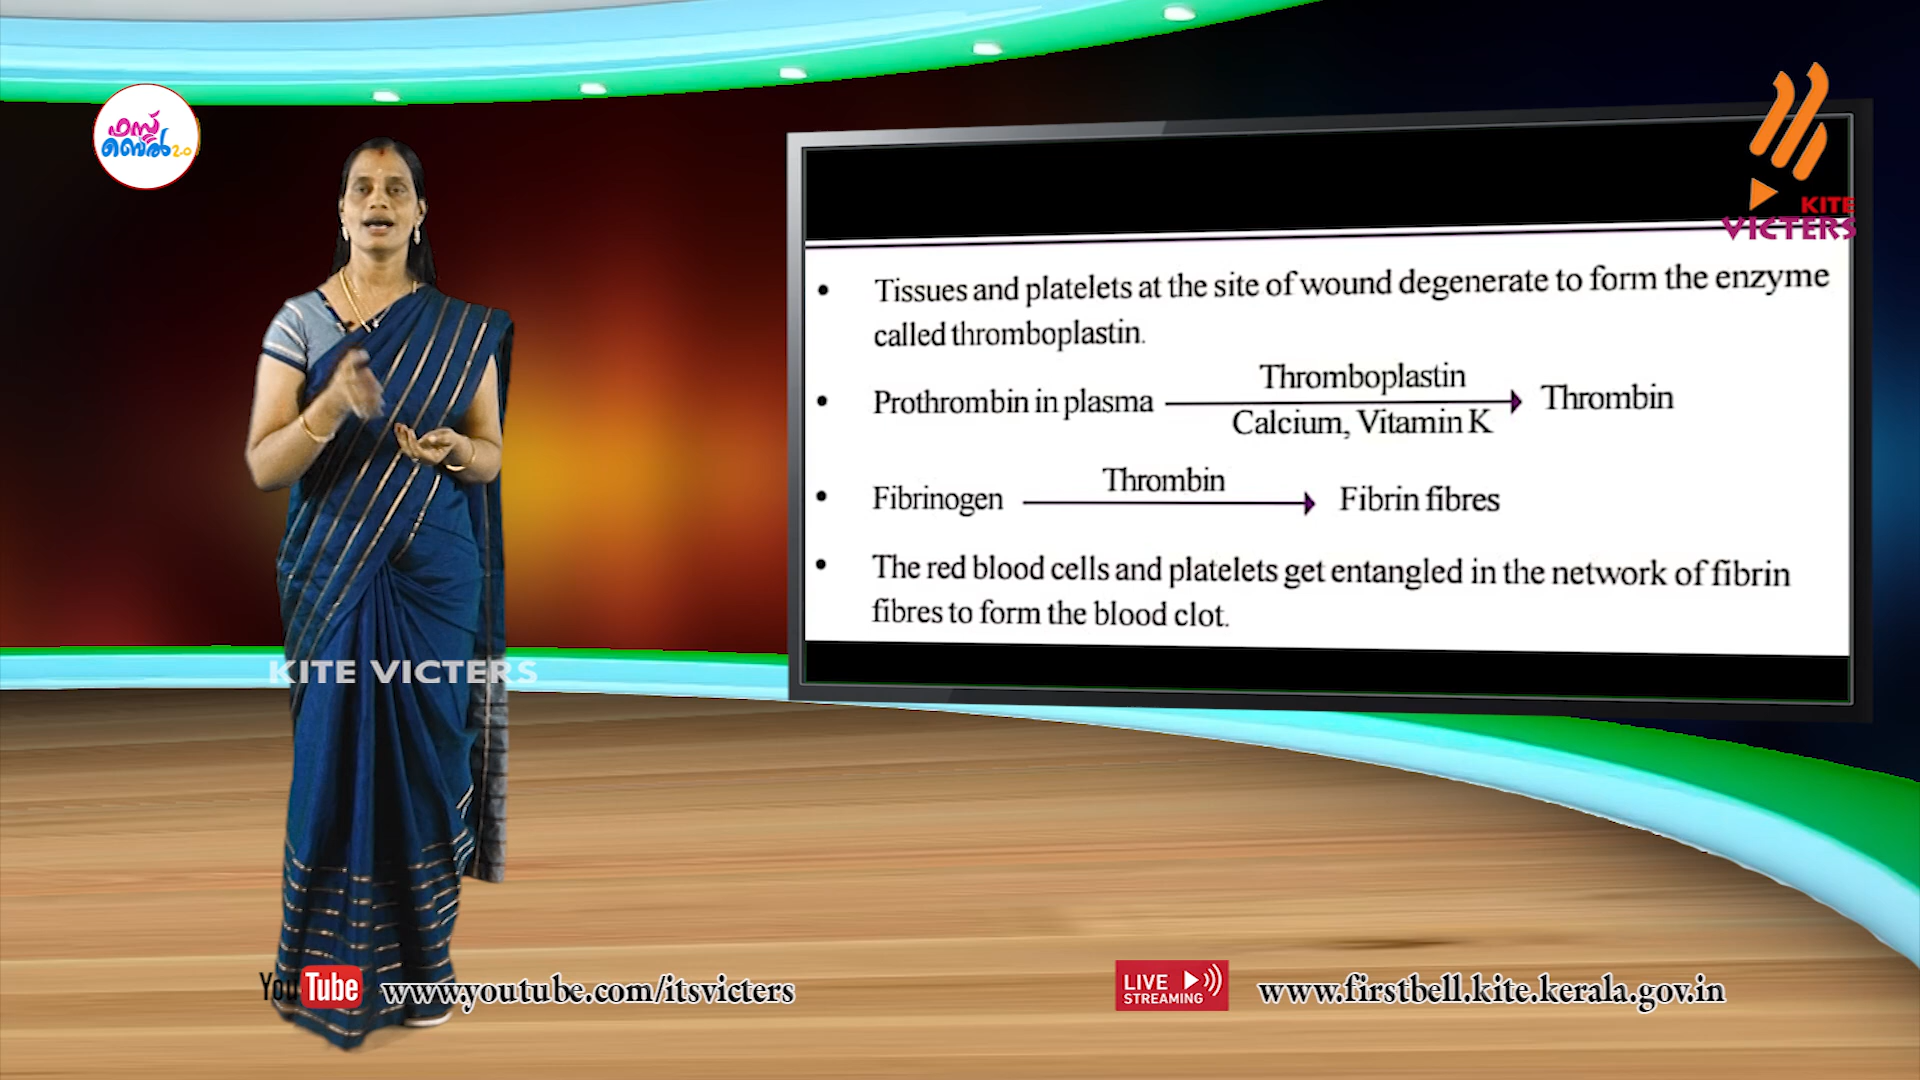 ഫസ്റ്റ്
ബെൽ 2.0
KITE
VICTERS
• Tissues and platelets at the site of wound degenerate to form the enzyme
called thromboplastin.
Thromboplastin
• Prothrombin in plasma Thrombin
Calcium, Vitamin K
Thrombin
• Fibrinogen Fibrin fibres
• The red blood cells and platelets get entangled in the network of fibrin
fibres to form the blood clot.
KITE VICTERS
YouTube www.youtube.com/itsvicters
LIVE
STREAMING
www.firstbell.kite.kerala.gov.in